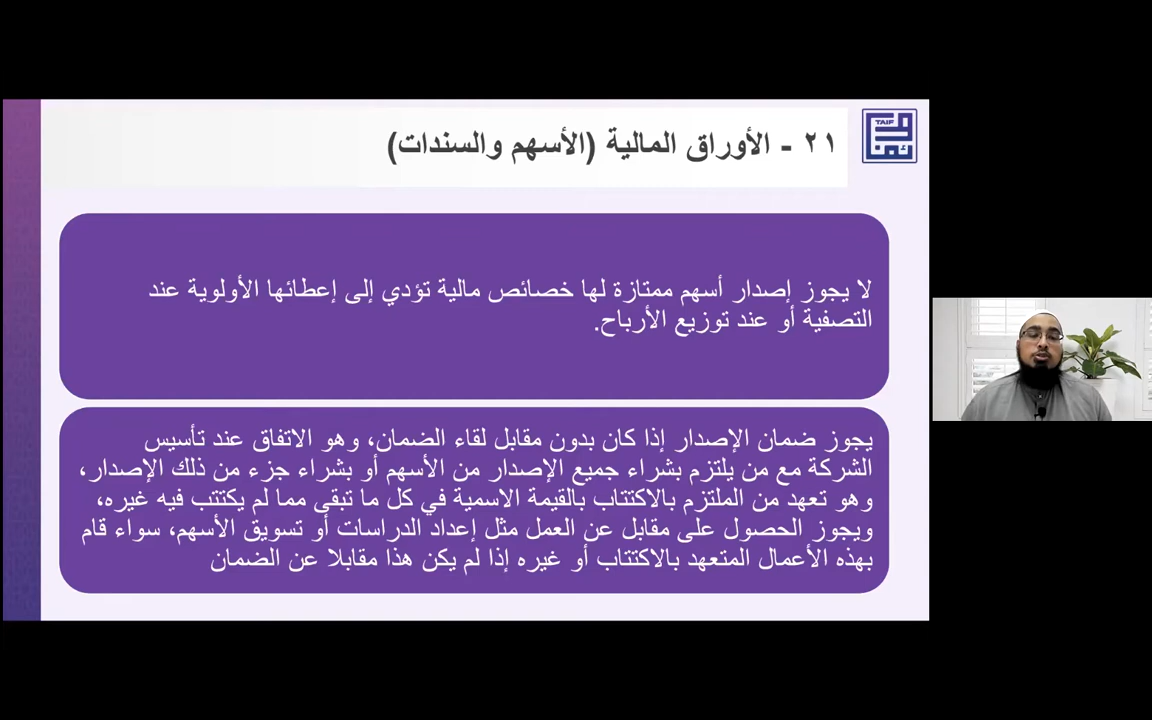 ٢١ - الأوراق المالية (الأسهم والسندات)
TAIF
لا يجوز إصدار أسهم ممتازة لها خصائص مالية تؤدي إلى إعطائها الأولوية عند
التصفية أو عند توزيع الأرباح.
يجوز ضمان الإصدار إذا كان بدون مقابل لقاء الضمان، وهو الاتفاق عند تأسيس
الشركة مع من يلتزم بشراء جميع الإصدار من الأسهم أو بشراء جزء من ذلك الإصدار،
وهو تعهد من الملتزم بالاكتتاب بالقيمة الاسمية في كل ما تبقى مما لم يكتتب فيه غيره،
ويجوز الحصول على مقابل عن العمل مثل إعداد الدراسات أو تسويق الأسهم، سواء قام
بهذه الأعمال المتعهد بالاكتتاب أو غيره إذا لم يكن هذا مقابلا عن الضمان